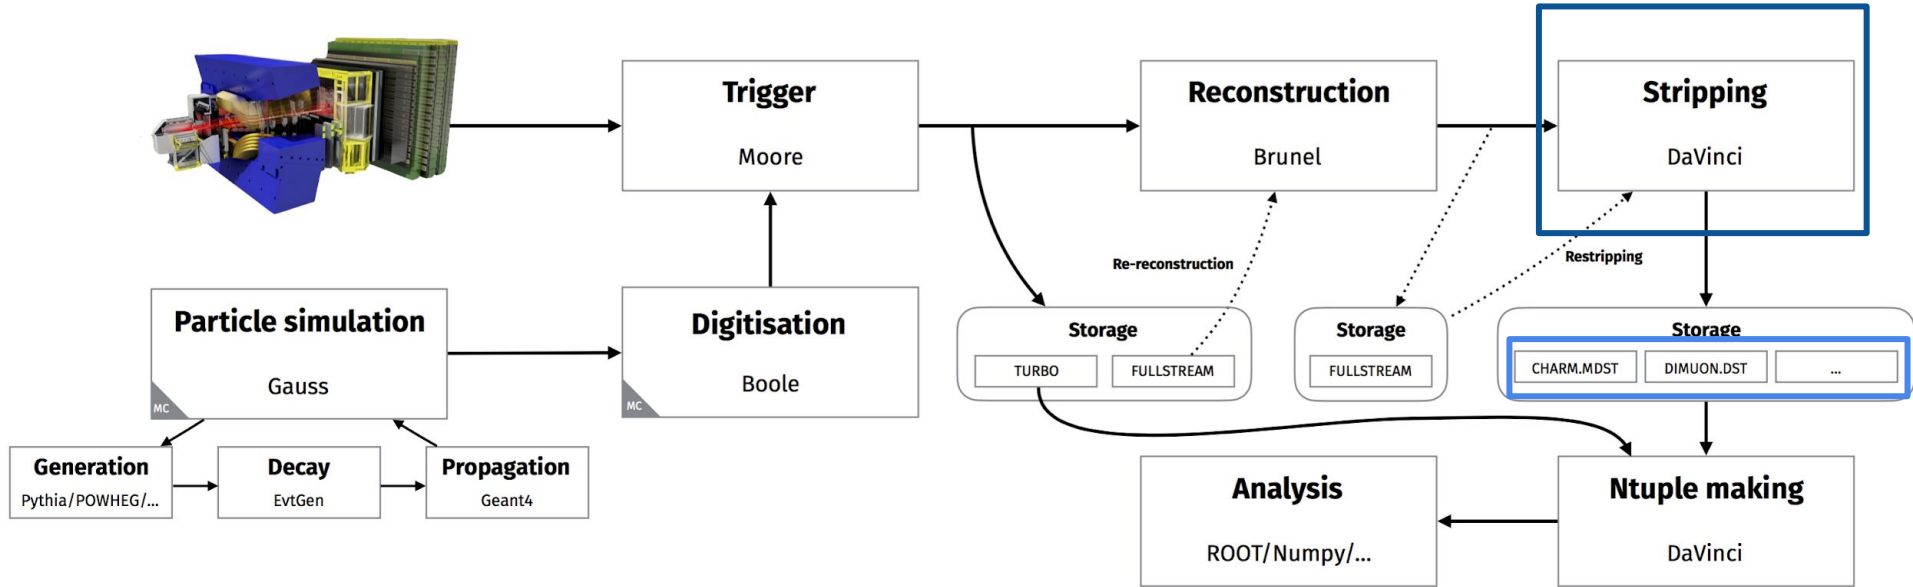 Trigger
Moore
Reconstruction
Brunel
Stripping
DaVinci
Re-reconstruction
Restripping
Particle simulation
Gauss
MC
Digitisation
Boole
MC
Storage
TURBO
FULLSTREAM
Storage
FULLSTREAM
Storage
CHARM.MDST
DIMUON.DST
...
Generation
Pythia/POWHEG/...
Decay
EvtGen
Propagation
Geant4
Analysis
ROOT/Numpy/...
Ntuple making
DaVinci